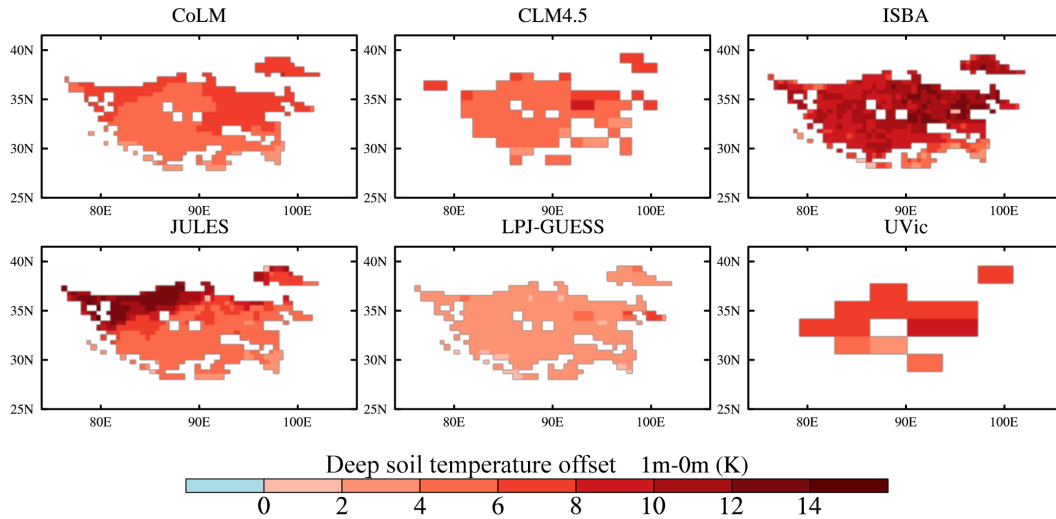 CoLM CLM4.5 ISBA
40N 40N 40N
35N 35N 35N
30N 30N 30N
25N 25N 25N
80E 90E 100E 80E 90E 100E 80E 90E 100E
JULES LPJ-GUESS UVic
40N 40N 40N
35N 35N 35N
30N 30N 30N
25N 25N 25N
80E 90E 100E 80E 90E 100E 80E 90E 100E
Deep soil temperature offset 1m-0m (K)
0 2 4 6 8 10 12 14